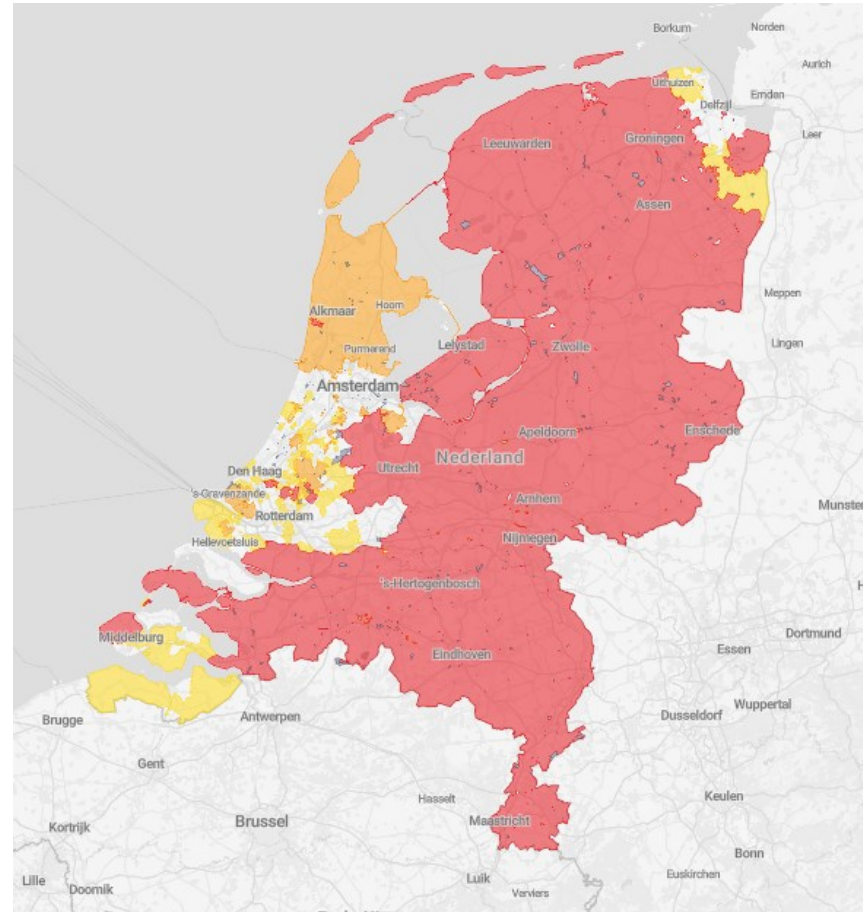 Borkum
Norden
Aurich
Uithuizen
Emden
Delfzijl
Leer
Groningen
Leeuwarden
Assen
Meppen
Hoorn
Alkmaar
Purmerend
Lelystad
Zwolle
Lingen
Amsterdam
Apeldoorn
Enschede
Nederland
Utrecht
Den Haag
's-Gravenzande
Arnhem
Munster
Rotterdam
Nijmegen
Hellevoetsluis
's-Hertogenbosch
Middelburg
Dortmund
Essen
Eindhoven
Wuppertal
Dusseldorf
Brugge
Antwerpen
Gent
Hasselt
Keulen
Maastricht
Brussel
Kortrijk
Bonn
Luik
Euskirchen
Lille
Doornik
Verviers